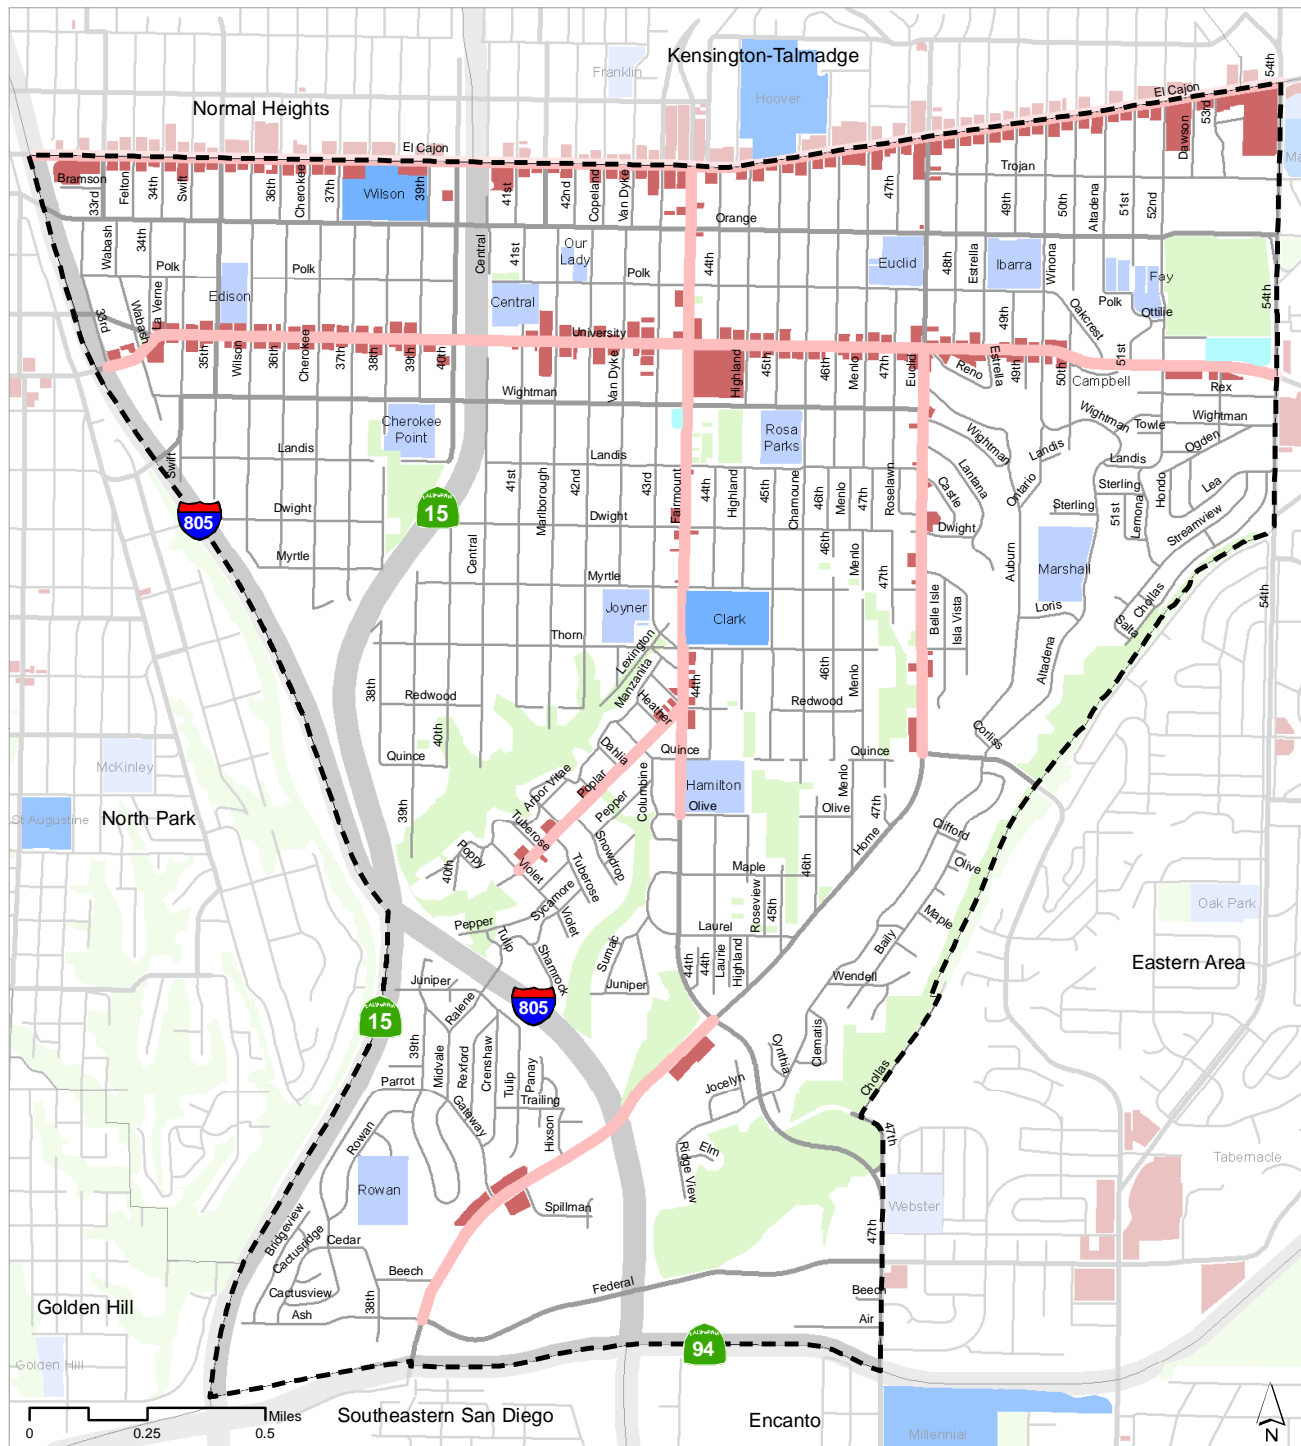 Kensington-Talmadge
54th
Franklin
El Cajon
Hoover
53rd
Normal Heights
Dawson
El Cajon
Trojan
Bramson
33rd
Felton
34th
Swift
36th
Cherokee
37th
Wilson
39th
41st
42nd
Copeland
Van Dyke
47th
49th
50th
Altadena
51st
52nd
Orange
Wabash
34th
Central
41st
Our
Lady
44th
Euclid
48th
Estrella
Ibarra
Winona
Polk
Polk
Polk
Fay
Edison
Central
Polk
Ottilie
54th
33rd
Wabash
La Verne
University
49th
Oakcrest
35th
Wilson
36th
Cherokee
37th
38th
39th
40th
Van Dyke
Highland
45th
46th
Menlo
47th
Euclid
Reno
Estrella
49th
50th
51st
Campbell
Rex
Wightman
Cherokee
Point
Rosa
Parks
Wightman
Wightman
Towle
Wightman
Ogden
Landis
Landis
Landis
Landis
Swift
41st
Marlborough
42nd
43rd
Fairmount
44th
Highland
45th
Chamoune
46th
Menlo
47th
Roselawn
Castle
Lantana
Ontario
Sterling
Sterling
51st
Lemona
Hondo
Lea
Streamview
15
805
Dwight
Dwight
Dwight
Myrtle
Central
46th
Menlo
47th
Auburn
Marshall
54th
Myrtle
Joyner
Clark
Belle Isle
Isla Vista
Loris
Salta
Chollas
Thorn
Lexington
Manzanita
Heather
44th
46th
Menlo
Altadena
38th
Redwood
Redwood
40th
Corliss
Quince
Dahlia
Quince
Quince
McKinley
Arbor Vitae
Poplar
Columbine
Hamilton
Menlo
39th
Pepper
Olive
Olive
47th
St Augustine
North Park
Tuberose
Snowdrop
Home
Clifford
Poppy
40th
Violet
Tuberose
Maple
46th
Olive
Sycamore
Roseview
45th
Oak Park
Pepper
Tulip
Violet
Laurel
Maple
Baily
Shamrock
Sumac
44th
44th
Laurie
Highland
Eastern Area
Juniper
Juniper
Wendell
Ralene
805
15
39th
Midvale
Rexford
Crenshaw
Tulip
Panay
Cynthia
Clematis
Parrot
Trailing
Jocelyn
Chollas
Gateway
Hixson
47th
Rowan
Elm
Ridge View
Tabernacle
Rowan
Spillman
Webster
Bridgeview
Cactusridge
Cedar
47th
Beech
Federal
Beech
Cactusview
38th
Golden Hill
Ash
Air
94
Golden Hill
Miles
Southeastern San Diego
Encanto
0
0.25
0.5
Millennial
N